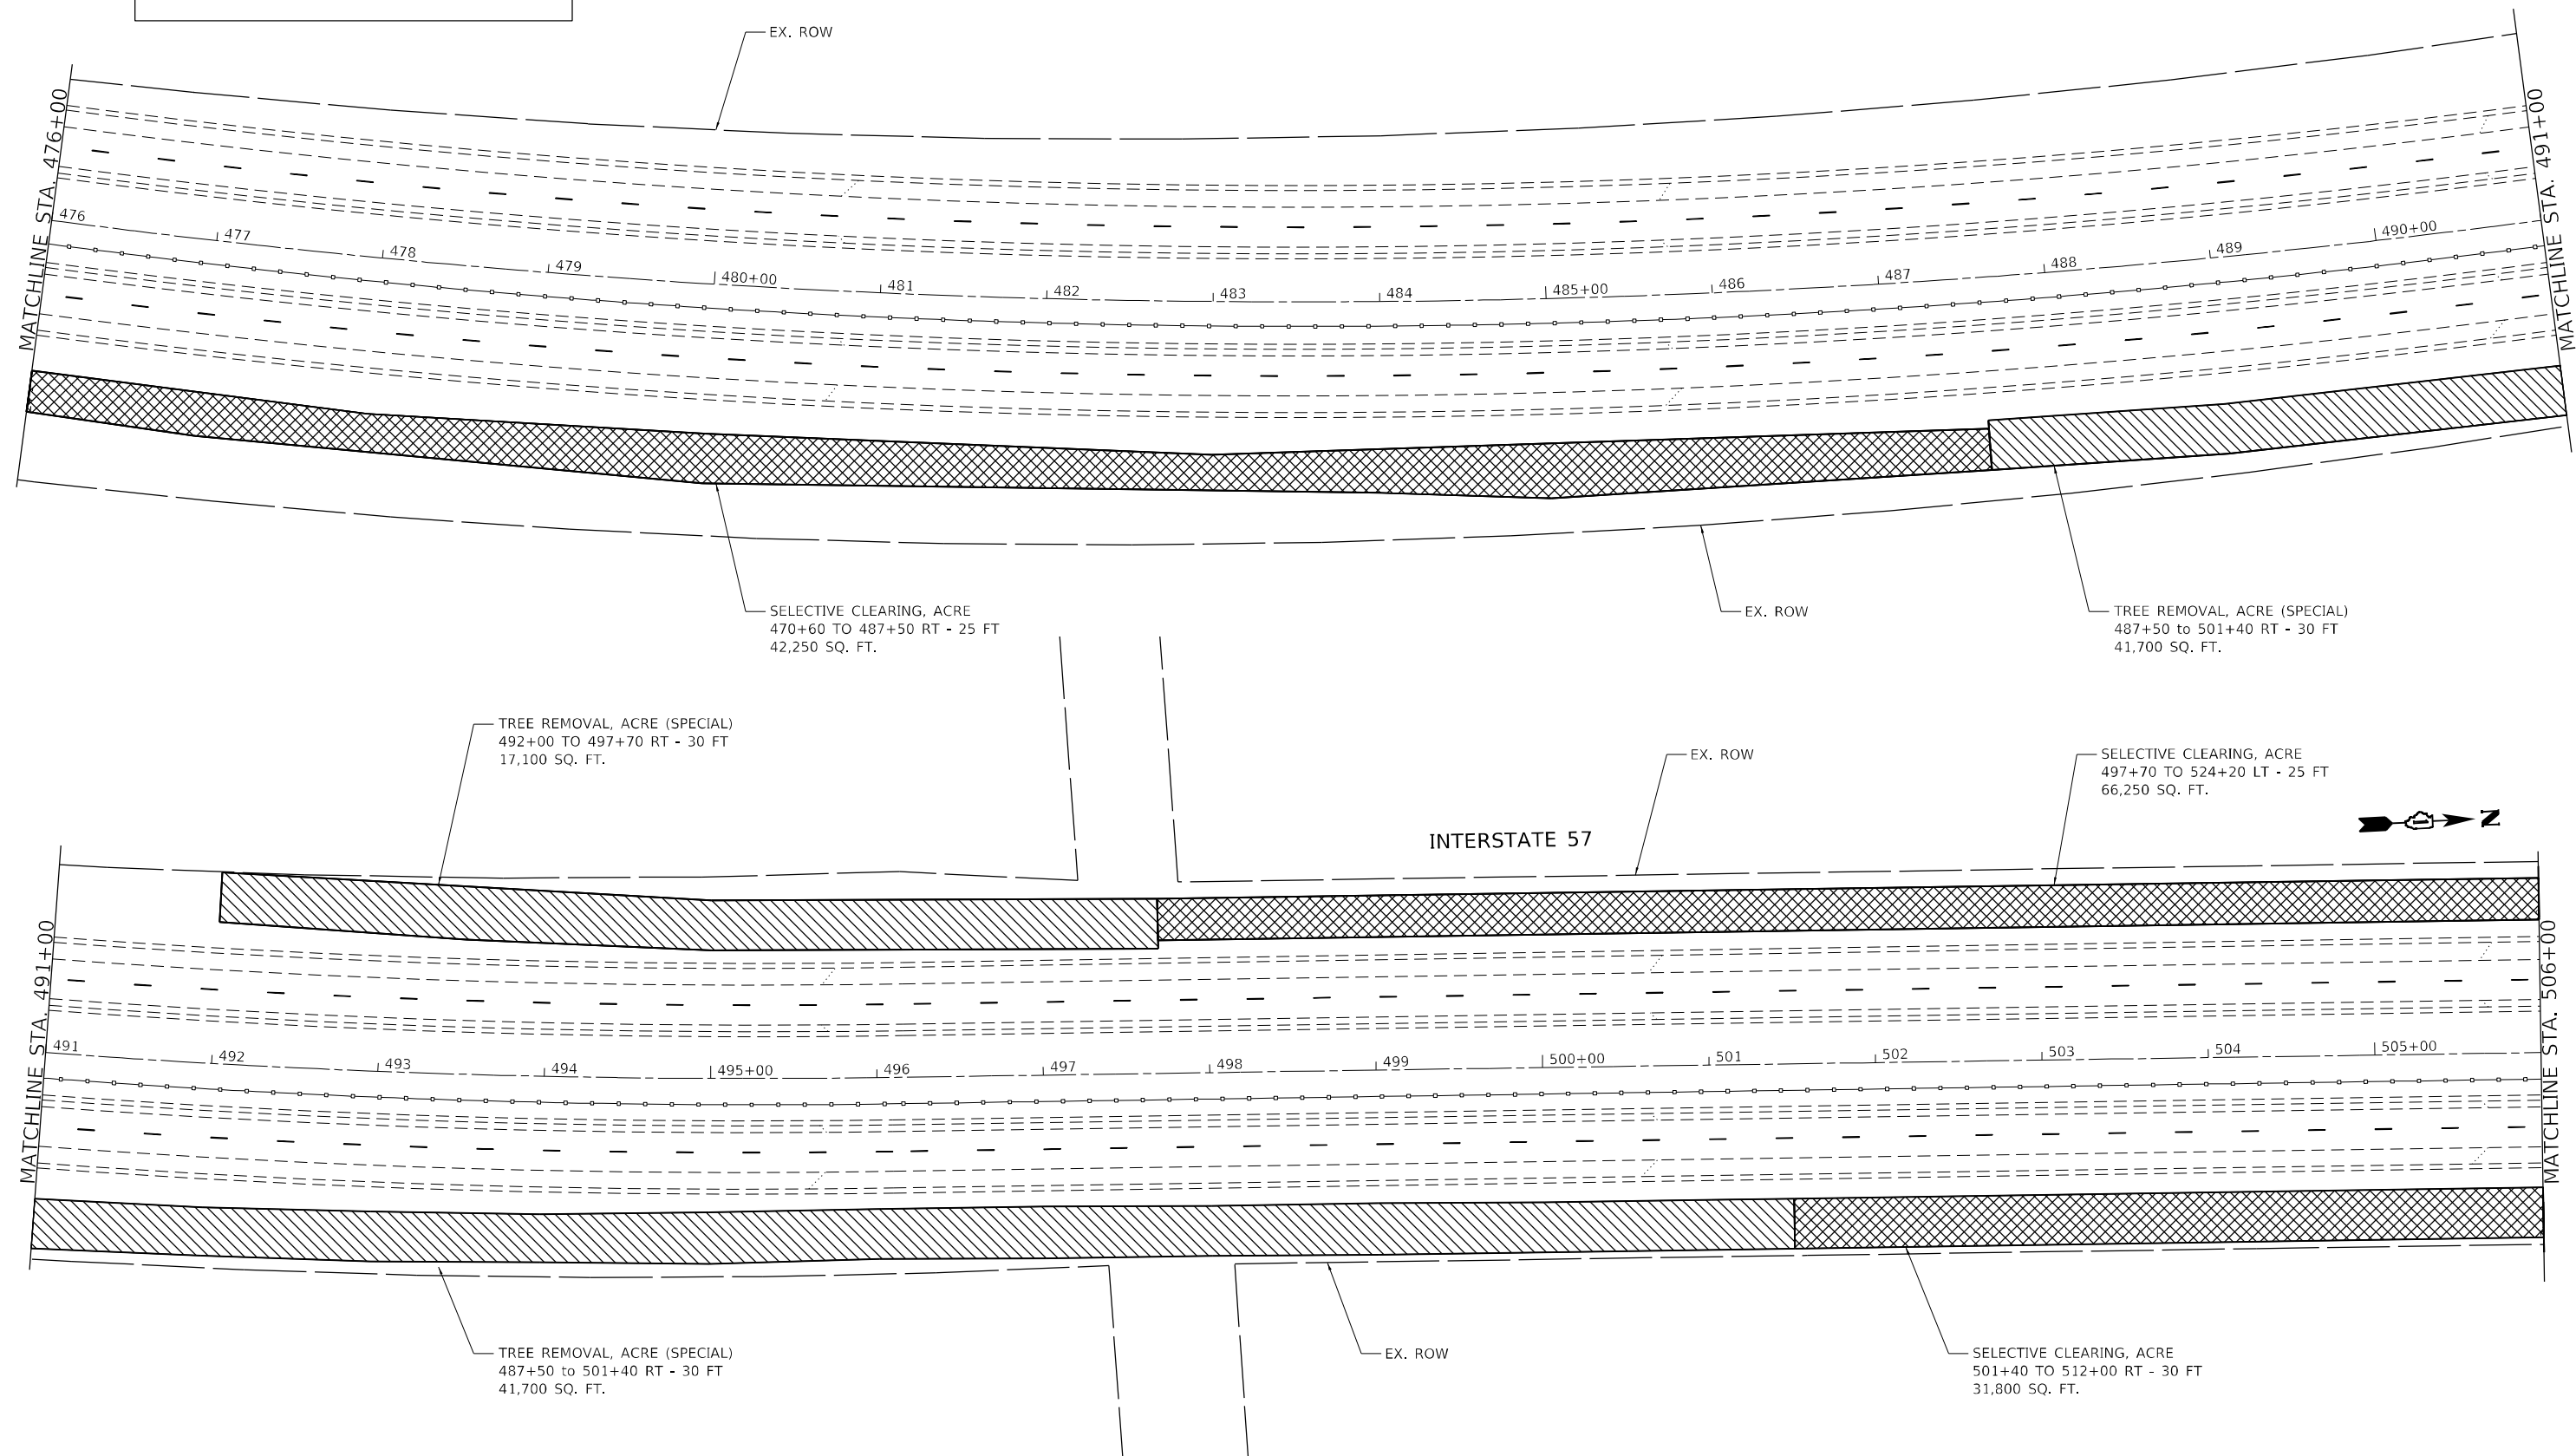 EX. ROW
MATCHLINE STA. 476+00
MATCHLINE STA. 491+00
476
477
478
479
480+00
481
482
483
484
485+00
486
487
488
489
490+00
SELECTIVE CLEARING, ACRE
470+60 TO 487+50 RT - 25 FT
42,250 SQ. FT.
EX. ROW
TREE REMOVAL, ACRE (SPECIAL)
487+50 to 501+40 RT - 30 FT
41,700 SQ. FT.
TREE REMOVAL, ACRE (SPECIAL)
492+00 TO 497+70 RT - 30 FT
17,100 SQ. FT.
EX. ROW
SELECTIVE CLEARING, ACRE
497+70 TO 524+20 LT - 25 FT
66,250 SQ. FT.
INTERSTATE 57
N
MATCHLINE STA. 491+00
MATCHLINE STA. 506+00
491
492
493
494
495+00
496
497
498
499
500+00
501
502
503
504
505+00
TREE REMOVAL, ACRE (SPECIAL)
487+50 to 501+40 RT - 30 FT
41,700 SQ. FT.
EX. ROW
SELECTIVE CLEARING, ACRE
501+40 TO 512+00 RT - 30 FT
31,800 SQ. FT.